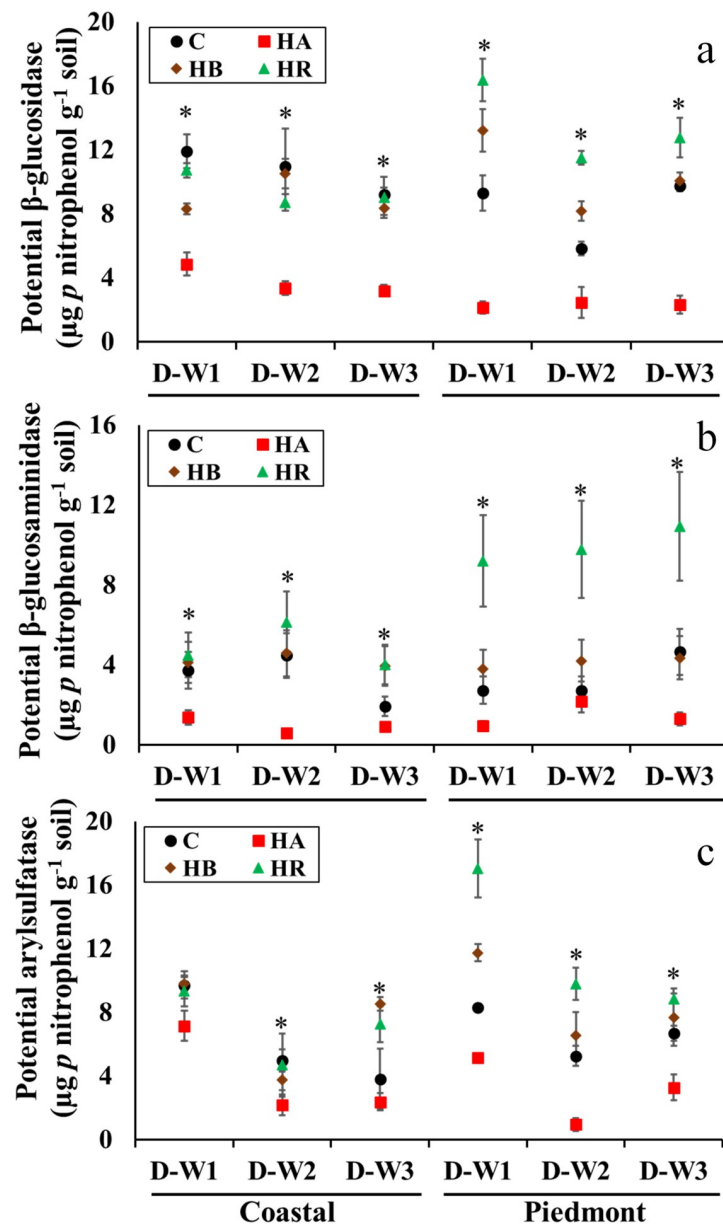 a
Potential β-glucosidase
(µg p nitrophenol g-1 soil)
20
16
12
8
4
0
C HA
HB HR
* * * * * *
D-W1 D-W2 D-W3 D-W1 D-W2 D-W3
b
Potential β-glucosaminidase
(µg p nitrophenol g-1 soil)
16
12
8
4
0
C HA
HB HR
* * * * * *
D-W1 D-W2 D-W3 D-W1 D-W2 D-W3
c
Potential arylsulfatase
(µg p nitrophenol g-1 soil)
20
16
12
8
4
0
C HA
HB HR
* * * * *
D-W1 D-W2 D-W3 D-W1 D-W2 D-W3
Coastal Piedmont